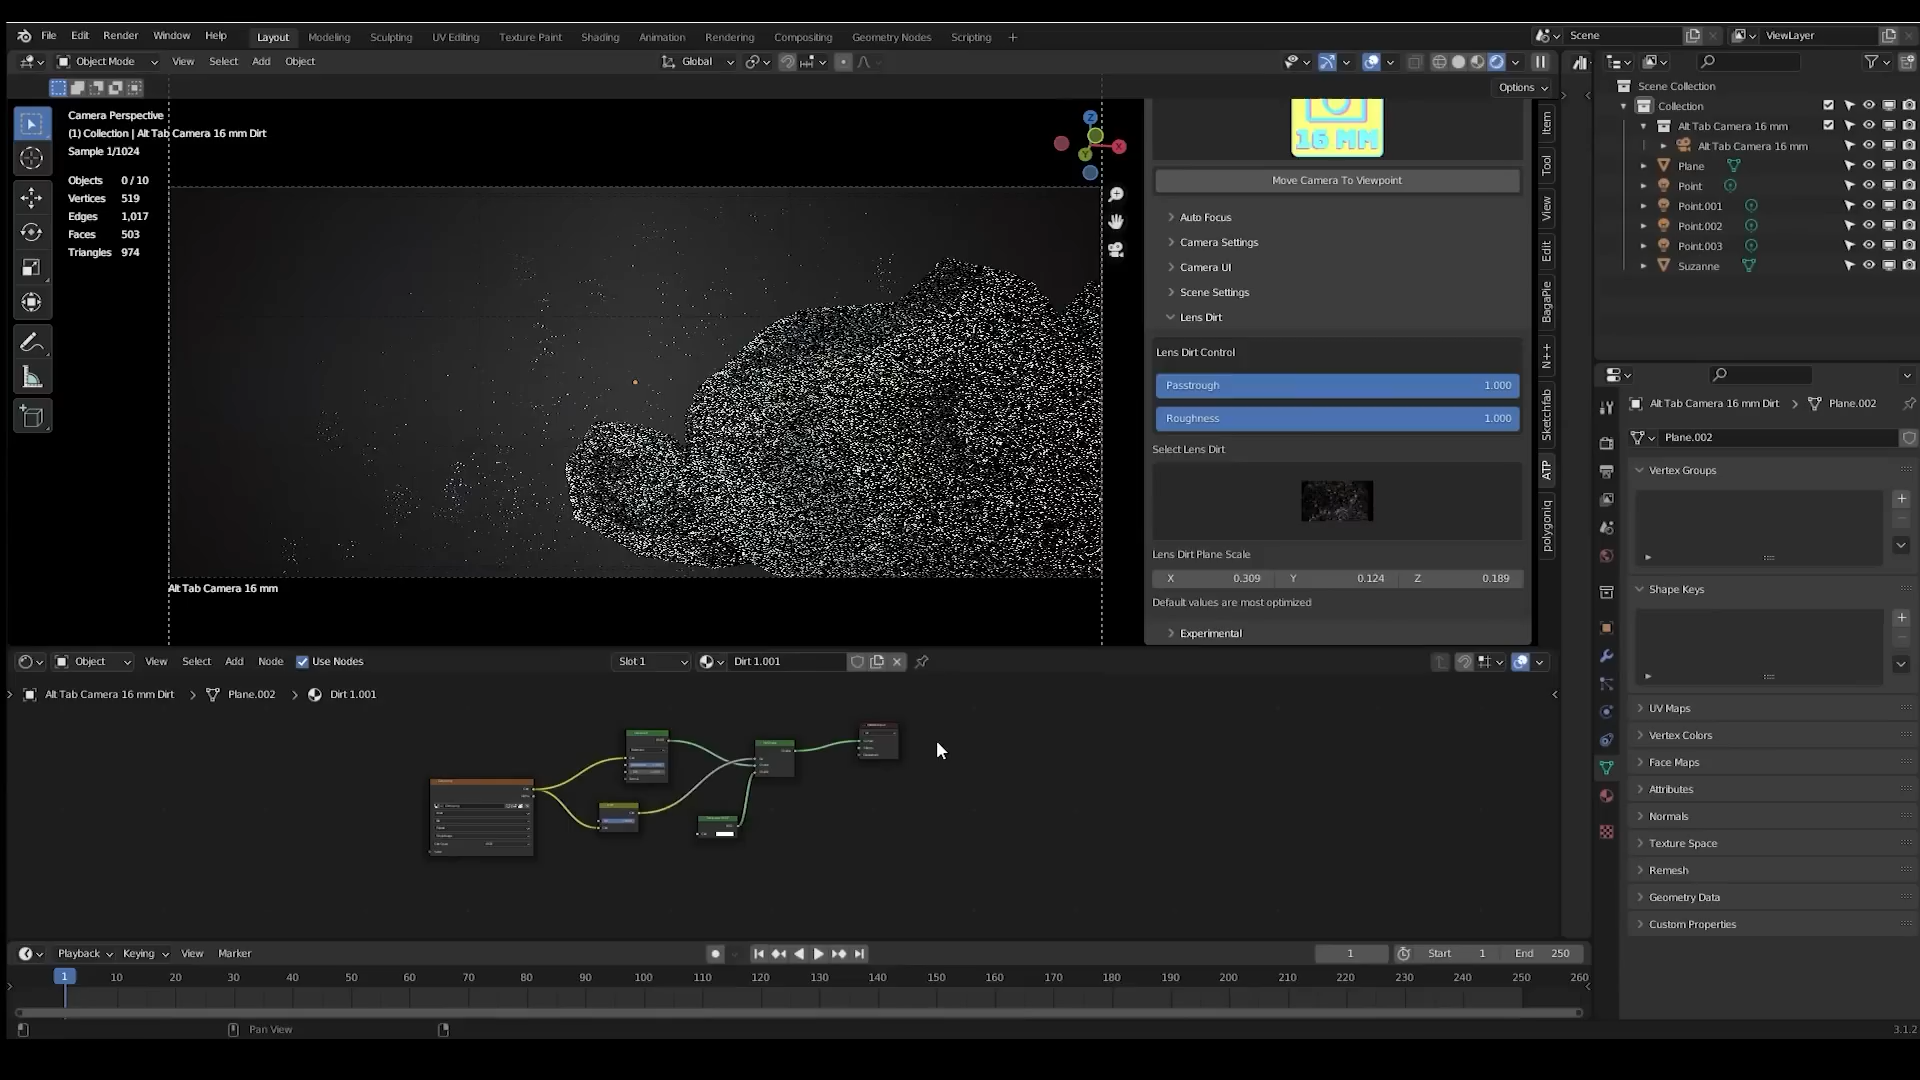 File Edit Render Window Help Layout Modeling Sculpting UV Editing Texture Paint Shading Animation Rendering Compositing Geometry Nodes Scripting + Scene ViewLayer
Object Mode View Select Add Object Global
Options
Camera Perspective
(1) Collection | Alt Tab Camera 16 mm Dirt
Sample 1/1024
Objects 0 / 10
Vertices 519
Edges 1,017
Faces 503
Triangles 974
Z
X
Y
Alt Tab Camera 16 mm
16 MM
Move Camera To Viewpoint
Auto Focus
Camera Settings
Camera UI
Scene Settings
Lens Dirt
Lens Dirt Control
Passtrough 1.000
Roughness 1.000
Select Lens Dirt
Lens Dirt Plane Scale
X 0.309 Y 0.124 Z 0.189
Default values are most optimized
Experimental
Item
Tool
View
Edit
BagaPie
N++
Sketchfab
ATP
polygoniq
Scene Collection
Collection
Alt Tab Camera 16 mm
Alt Tab Camera 16 mm
Plane
Point
Point.001
Point.002
Point.003
Suzanne
Alt Tab Camera 16 mm Dirt Plane.002
Plane.002
Vertex Groups
Shape Keys
UV Maps
Vertex Colors
Face Maps
Attributes
Normals
Texture Space
Remesh
Geometry Data
Custom Properties
Object View Select Add Node Use Nodes Slot 1 Dirt 1.001
Alt Tab Camera 16 mm Dirt Plane.002 Dirt 1.001
Playback Keying View Marker 1 Start 1 End 250
1 10 20 30 40 50 60 70 80 90 100 110 120 130 140 150 160 170 180 190 200 210 220 230 240 250 260
Pan View 3.1.2